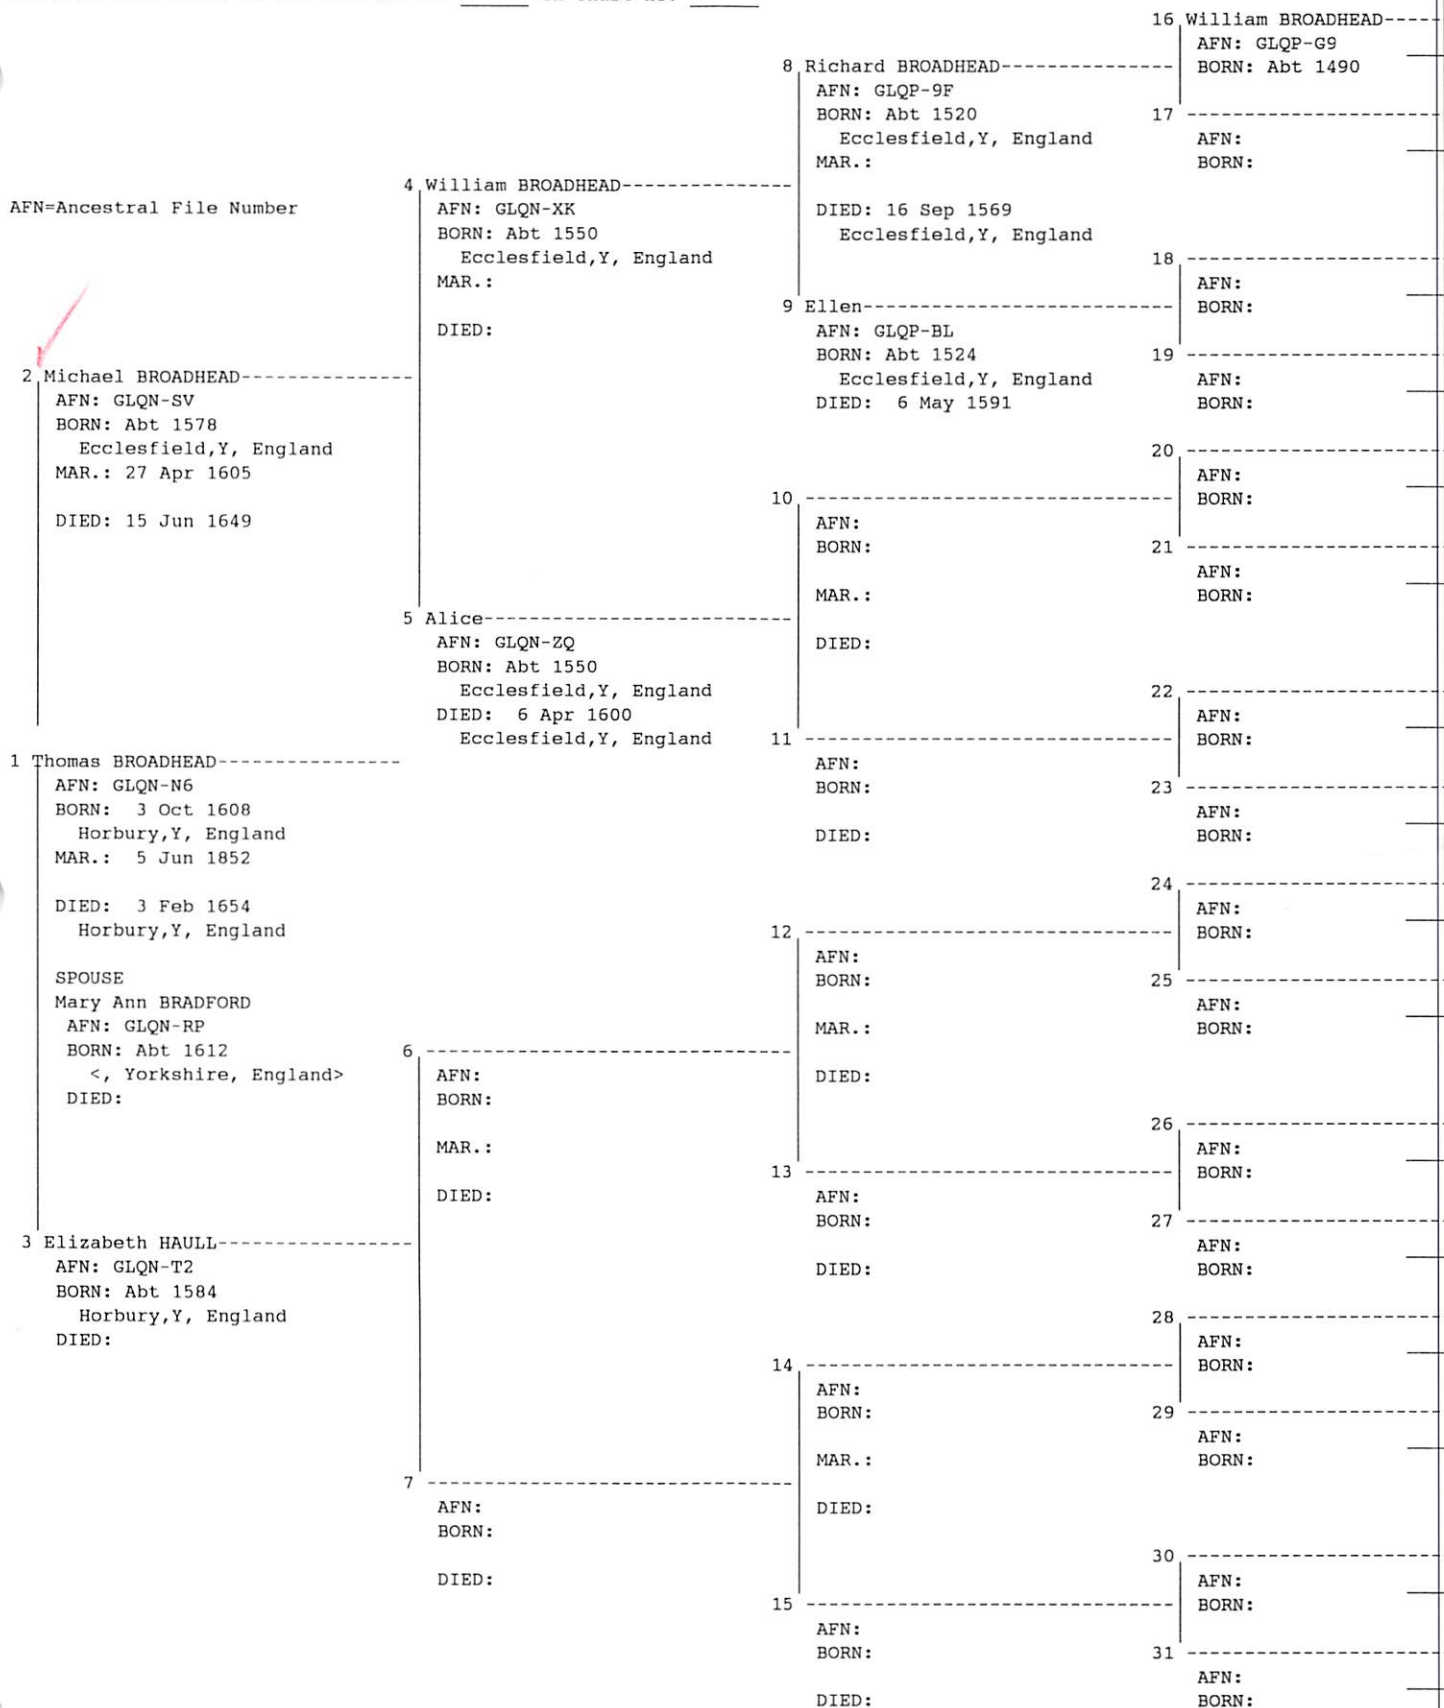 2 Michael BROADHEAD---------------
AFN: GLQN-SV
BORN: Abt 1578
Ecclesfield,Y, England
MAR.: 27 Apr 1605
DIED: 15 Jun 1649
AFN=Ancestral File Number
1 Thomas BROADHEAD----------------
AFN: GLQN-N6
BORN: 3 Oct 1608
Horbury,Y, England
MAR.: 5 Jun 1852
DIED: 3 Feb 1654
Horbury,Y, England
SPOUSE
Mary Ann BRADFORD
AFN: GLQN-RP
BORN: Abt 1612
<, Yorkshire, England>
DIED:
3 Elizabeth HAULL-----------------
AFN: GLQN-T2
BORN: Abt 1584
Horbury,Y, England
DIED:
4 William BROADHEAD---------------
AFN: GLQN-XK
BORN: Abt 1550
Ecclesfield,Y, England
MAR.:
DIED:
5 Alice---------------------------
AFN: GLQN-ZQ
BORN: Abt 1550
Ecclesfield,Y, England
DIED: 6 Apr 1600
Ecclesfield,Y, England
6 --------------------------------
AFN:
BORN:
MAR.:
DIED:
7 --------------------------------
AFN:
BORN:
DIED:
8 Richard BROADHEAD---------------
AFN: GLQP-9F
BORN: Abt 1520
Ecclesfield,Y, England
MAR.:
DIED: 16 Sep 1569
Ecclesfield,Y, England
9 Ellen---------------------------
AFN: GLQP-BL
BORN: Abt 1524
Ecclesfield,Y, England
DIED: 6 May 1591
10 --------------------------------
AFN:
BORN:
MAR.:
DIED:
11 --------------------------------
AFN:
BORN:
DIED:
12 --------------------------------
AFN:
BORN:
MAR.:
DIED:
13 --------------------------------
AFN:
BORN:
DIED:
14 --------------------------------
AFN:
BORN:
MAR.:
DIED:
15 --------------------------------
AFN:
BORN:
DIED:
16 William BROADHEAD-----
AFN: GLQP-G9
BORN: Abt 1490
17 ----------------------
AFN:
BORN:
18 ----------------------
AFN:
BORN:
19 ----------------------
AFN:
BORN:
20 ----------------------
AFN:
BORN:
21 ----------------------
AFN:
BORN:
22 ----------------------
AFN:
BORN:
23 ----------------------
AFN:
BORN:
24 ----------------------
AFN:
BORN:
25 ----------------------
AFN:
BORN:
26 ----------------------
AFN:
BORN:
27 ----------------------
AFN:
BORN:
28 ----------------------
AFN:
BORN:
29 ----------------------
AFN:
BORN:
30 ----------------------
AFN:
BORN:
31 ----------------------
AFN:
BORN: